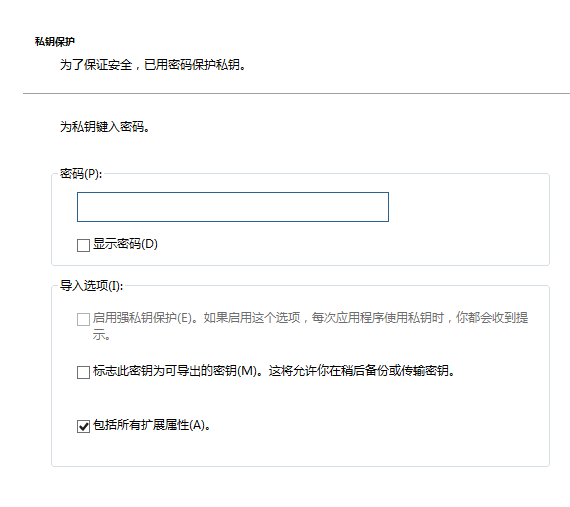 私钥保护
为了保证安全，已用密码保护私钥。
为私钥键入密码。
密码(P):
显示密码(D)
导入选项(I):
启用强私钥保护(E)。如果启用这个选项，每次应用程序使用私钥时，你都会收到提
示。
标志此密钥为可导出的密钥(M)。这将允许你在稍后备份或传输密钥。
包括所有扩展属性(A)。